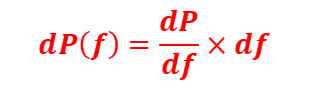 dP(f) = dP/df × df